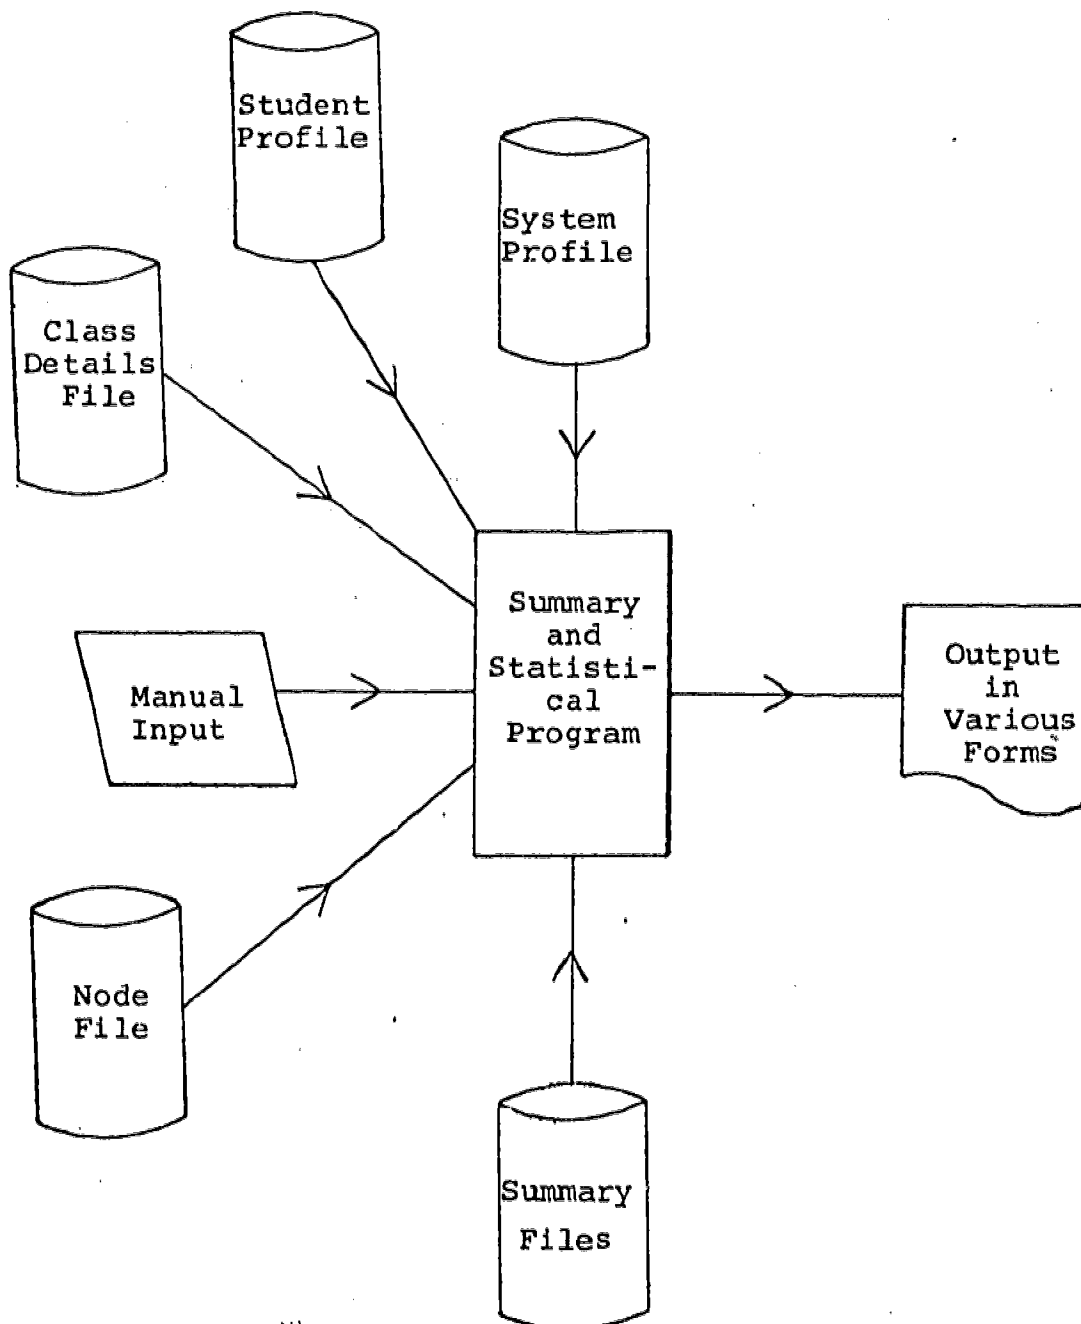 Student
Profile
System
Profile
Class
Details
File
Summary
and
Statisti-
cal
Program
Manual
Input
Output
in
Various
Forms
Node
File
Summary
Files